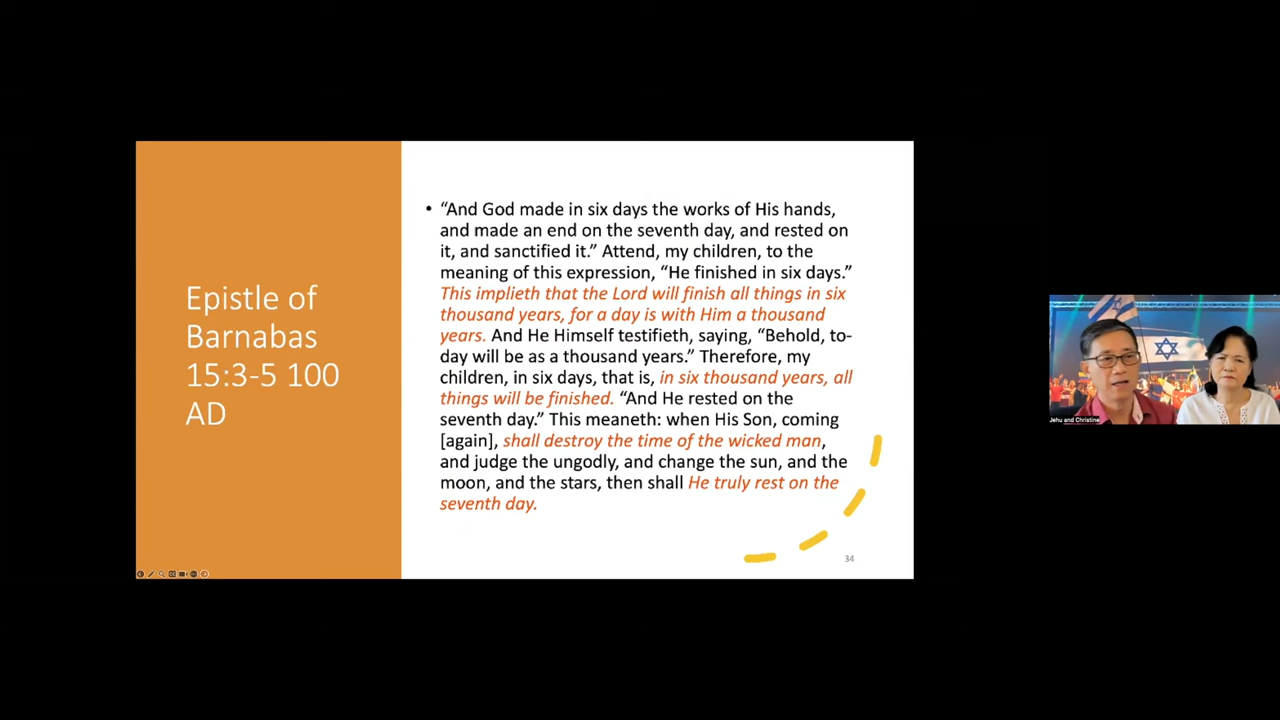 Epistle of
Barnabas
15:3-5 100
AD
• “And God made in six days the works of His hands,
and made an end on the seventh day, and rested on
it, and sanctified it.” Attend, my children, to the
meaning of this expression, “He finished in six days.”
This implieth that the Lord will finish all things in six
thousand years, for a day is with Him a thousand
years. And He Himself testifieth, saying, “Behold, to-
day will be as a thousand years.” Therefore, my
children, in six days, that is, in six thousand years, all
things will be finished. “And He rested on the
seventh day.” This meaneth: when His Son, coming
[again], shall destroy the time of the wicked man,
and judge the ungodly, and change the sun, and the
moon, and the stars, then shall He truly rest on the
seventh day.
34
Jehu and Christine